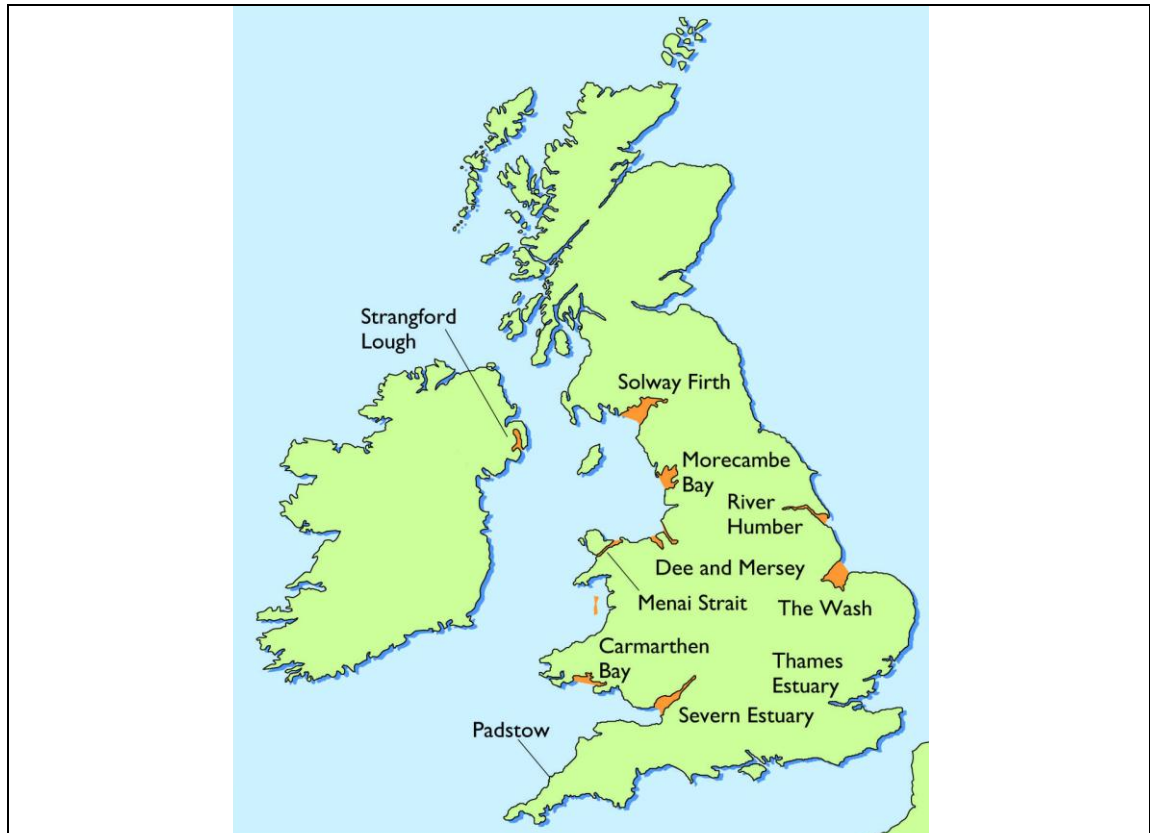 Strangford
Lough
Solway Firth
Morecambe
Bay
River
Humber
Dee and Mersey
Menai Strait
The Wash
Carmarthen
Bay
Thames
Estuary
Severn Estuary
Padstow